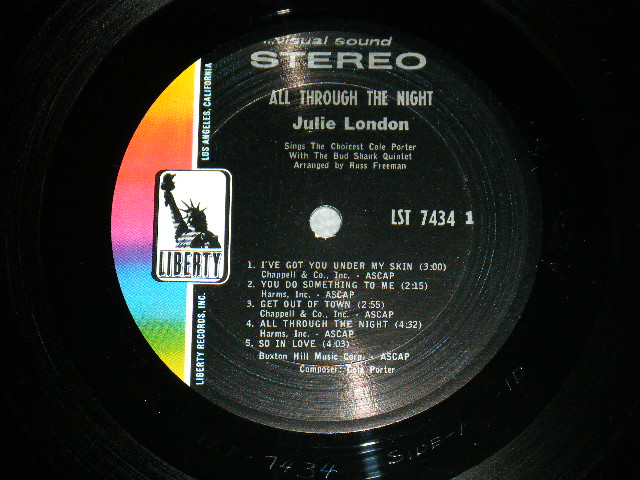 visual sound
STEREO
ALL THROUGH THE NIGHT
Julie London
Sings The Choicest Cole Porter
With The Bud Shank Quintet
Arranged by Russ Freeman
LST 7434 1
LOS ANGELES, CALIFORNIA
LIBERTY
LIBERTY RECORDS, INC.
1. I'VE GOT YOU UNDER MY SKIN (3:00)
Chappell & Co., Inc. - ASCAP
2. YOU DO SOMETHING TO ME (2:15)
Harms, Inc. - ASCAP
3. GET OUT OF TOWN (2:55)
Chappell & Co., Inc. - ASCAP
4. ALL THROUGH THE NIGHT (4:32)
Harms, Inc. - ASCAP
5. SO IN LOVE (4:03)
Buxton Hill Music Corp. - ASCAP
Composer: Cole Porter
7434 SIDE-1 1D